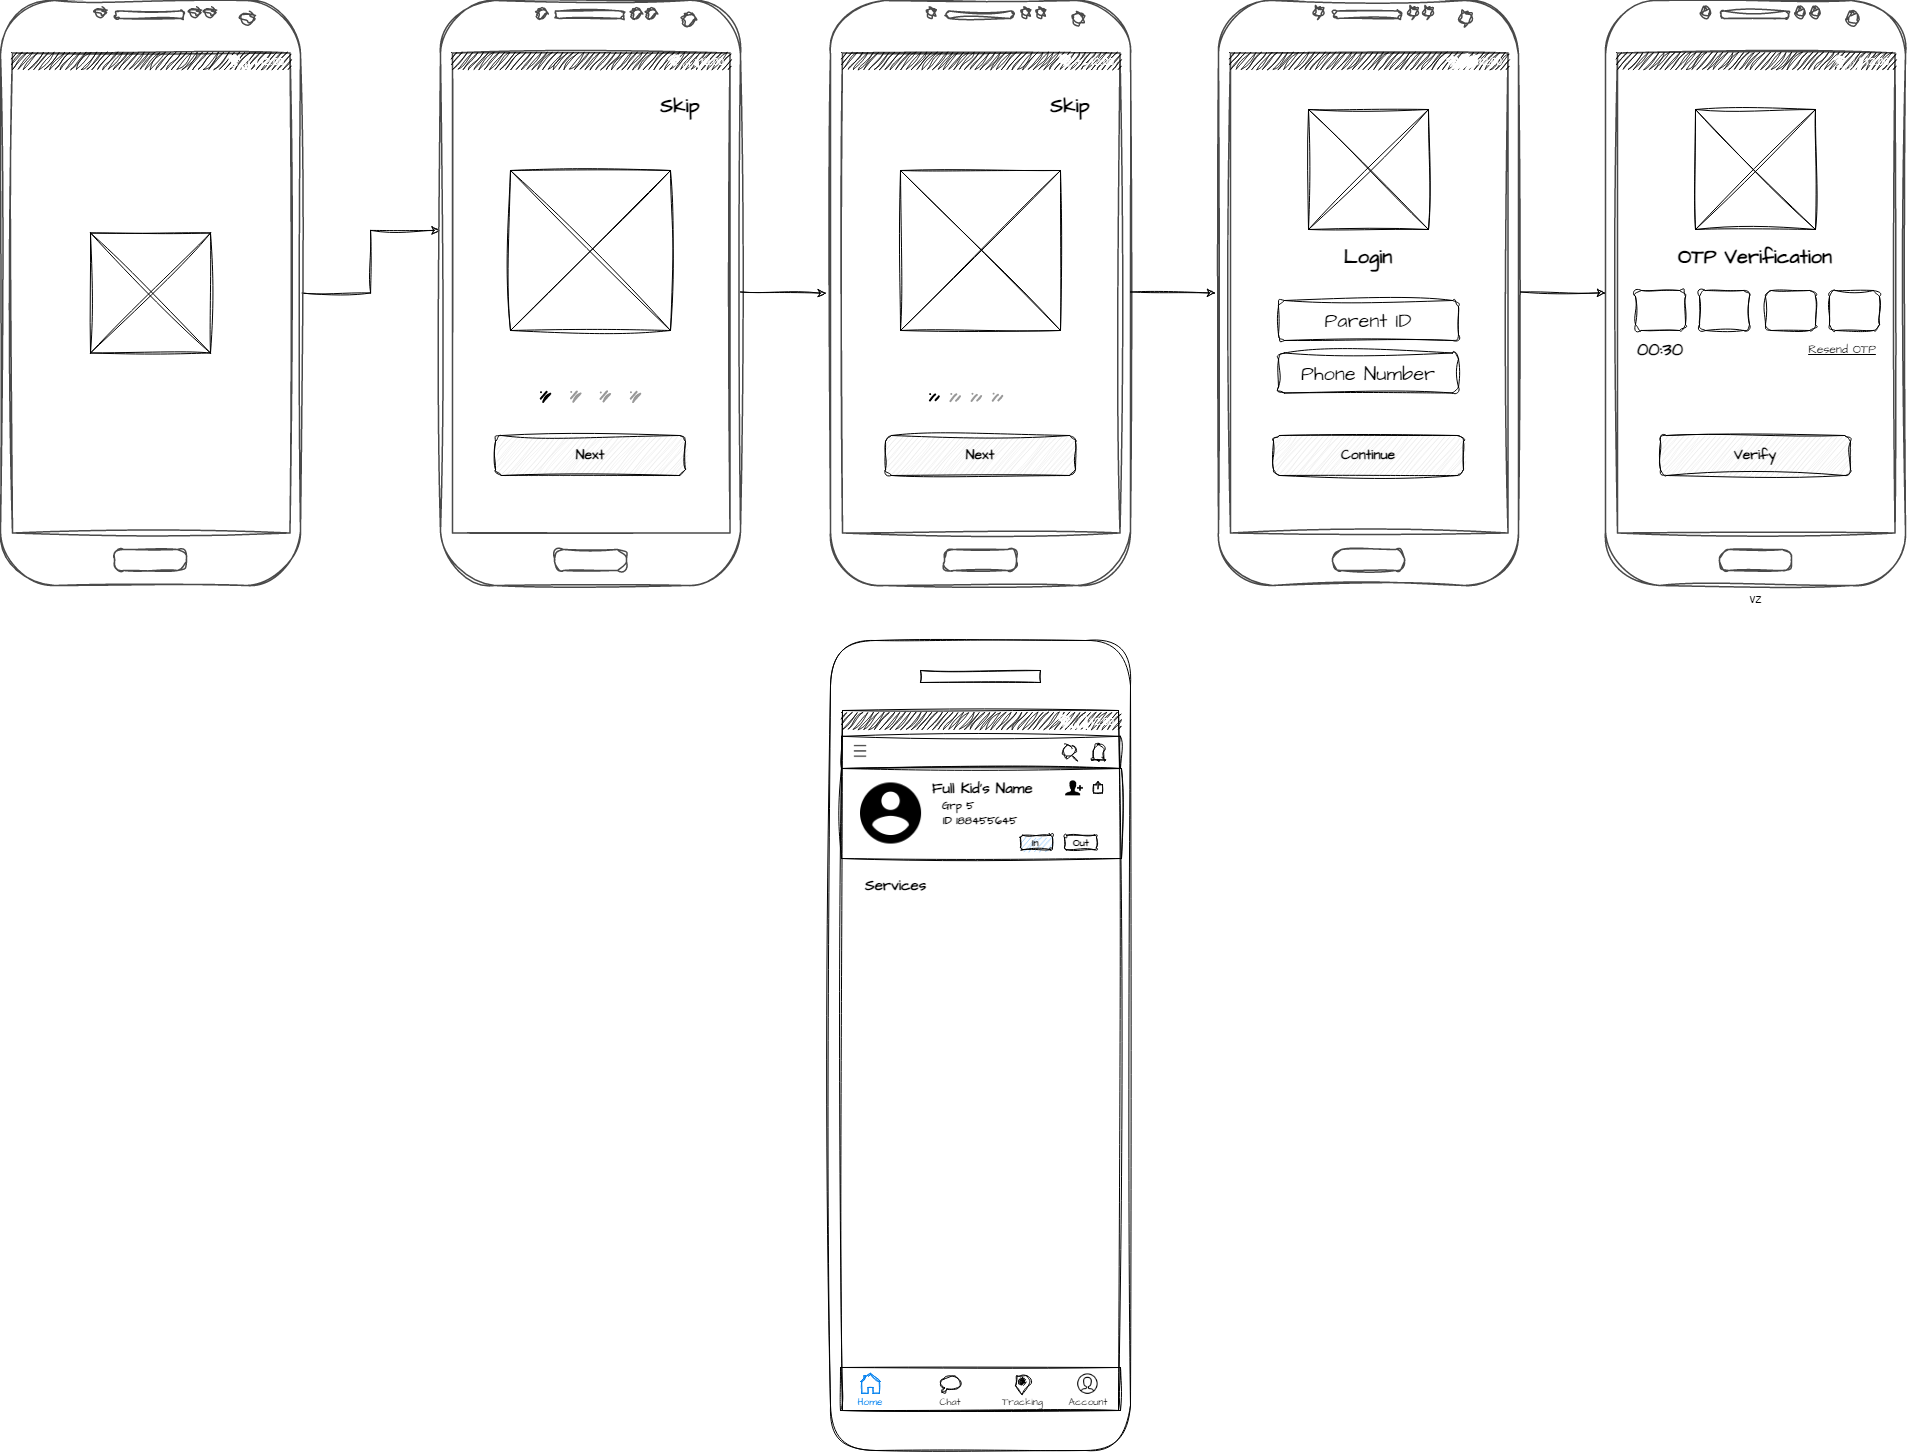 Skip
Next
Skip
Next
Login
Parent ID
Phone Number
Continue
OTP Verification
00:30
Resend OTP
Verify
VZ
Full Kid's Name
Grp 5
ID 188455645
In
Out
Services
Home
Chat
Tracking
Account